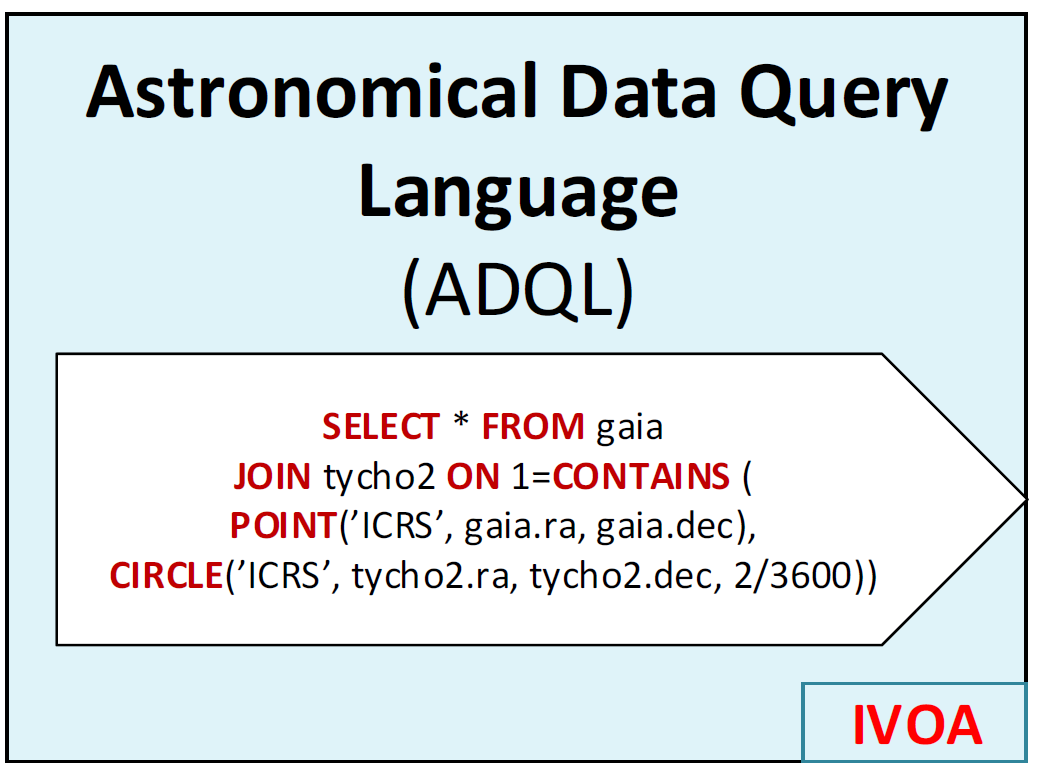 Astronomical Data Query
Language
(ADQL)
SELECT * FROM gaia
JOIN tycho2 ON 1=CONTAINS (
POINT(’ICRS’, gaia.ra, gaia.dec),
CIRCLE(’ICRS’, tycho2.ra, tycho2.dec, 2/3600))
IVOA